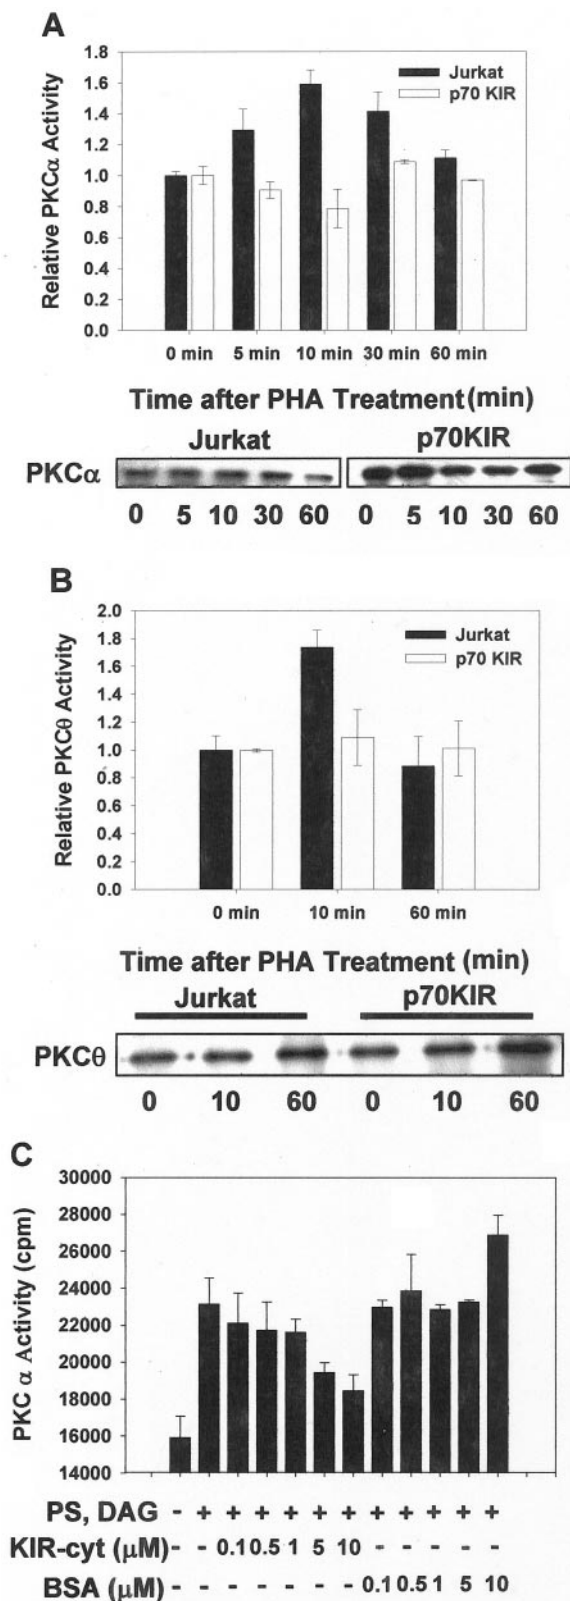 A
Relative PKCα Activity
1.8
1.6
1.4
1.2
1.0
0.8
0.6
0.4
0.2
0.0
Jurkat
p70 KIR
0 min 5 min 10 min 30 min 60 min
Time after PHA Treatment (min)
Jurkat p70KIR
PKCα
0 5 10 30 60 0 5 10 30 60
B
Relative PKCθ Activity
2.0
1.8
1.6
1.4
1.2
1.0
0.8
0.6
0.4
0.2
0.0
Jurkat
p70 KIR
0 min 10 min 60 min
Time after PHA Treatment (min)
Jurkat p70KIR
PKCθ
0 10 60 0 10 60
C
PKC α Activity (cpm)
30000
28000
26000
24000
22000
20000
18000
16000
14000
PS, DAG - + + + + + + + + + + +
KIR-cyt (μM) - - 0.1 0.5 1 5 10 - - - - -
BSA (μM) - - - - - - - 0.1 0.5 1 5 10